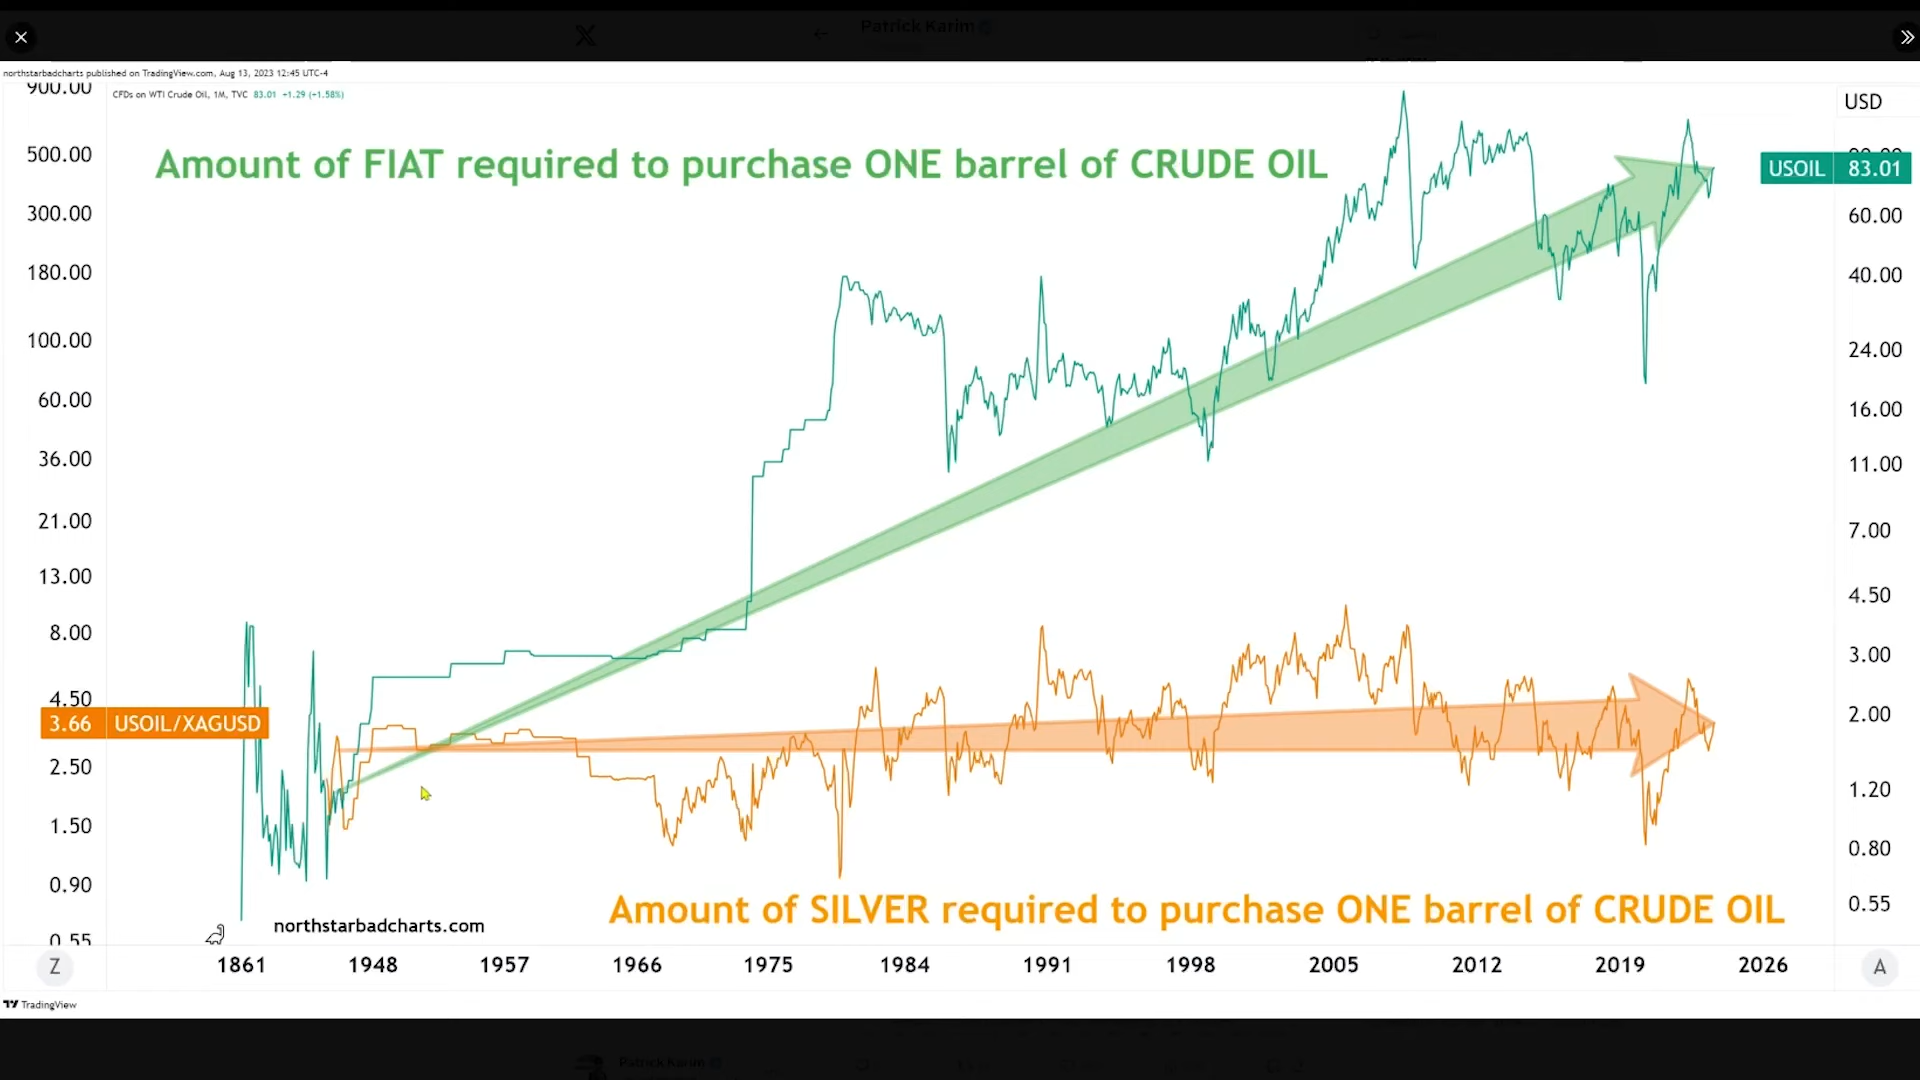 Patrick Karim
northstarbadcharts published on TradingView.com, Aug 13, 2023 12:45 UTC-4
CFDs on WTI Crude Oil, 1M, TVC 83.01 +1.29 (+1.58%)
900.00
500.00
300.00
180.00
100.00
60.00
36.00
21.00
13.00
8.00
4.50
3.66 USOIL/XAGUSD
2.50
1.50
0.90
0.55
Amount of FIAT required to purchase ONE barrel of CRUDE OIL
USD
USOIL 83.01
60.00
40.00
24.00
16.00
11.00
7.00
4.50
3.00
2.00
1.20
0.80
0.55
Amount of SILVER required to purchase ONE barrel of CRUDE OIL
northstarbadcharts.com
Z 1861 1948 1957 1966 1975 1984 1991 1998 2005 2012 2019 2026 A
TradingView
Patrick Karim